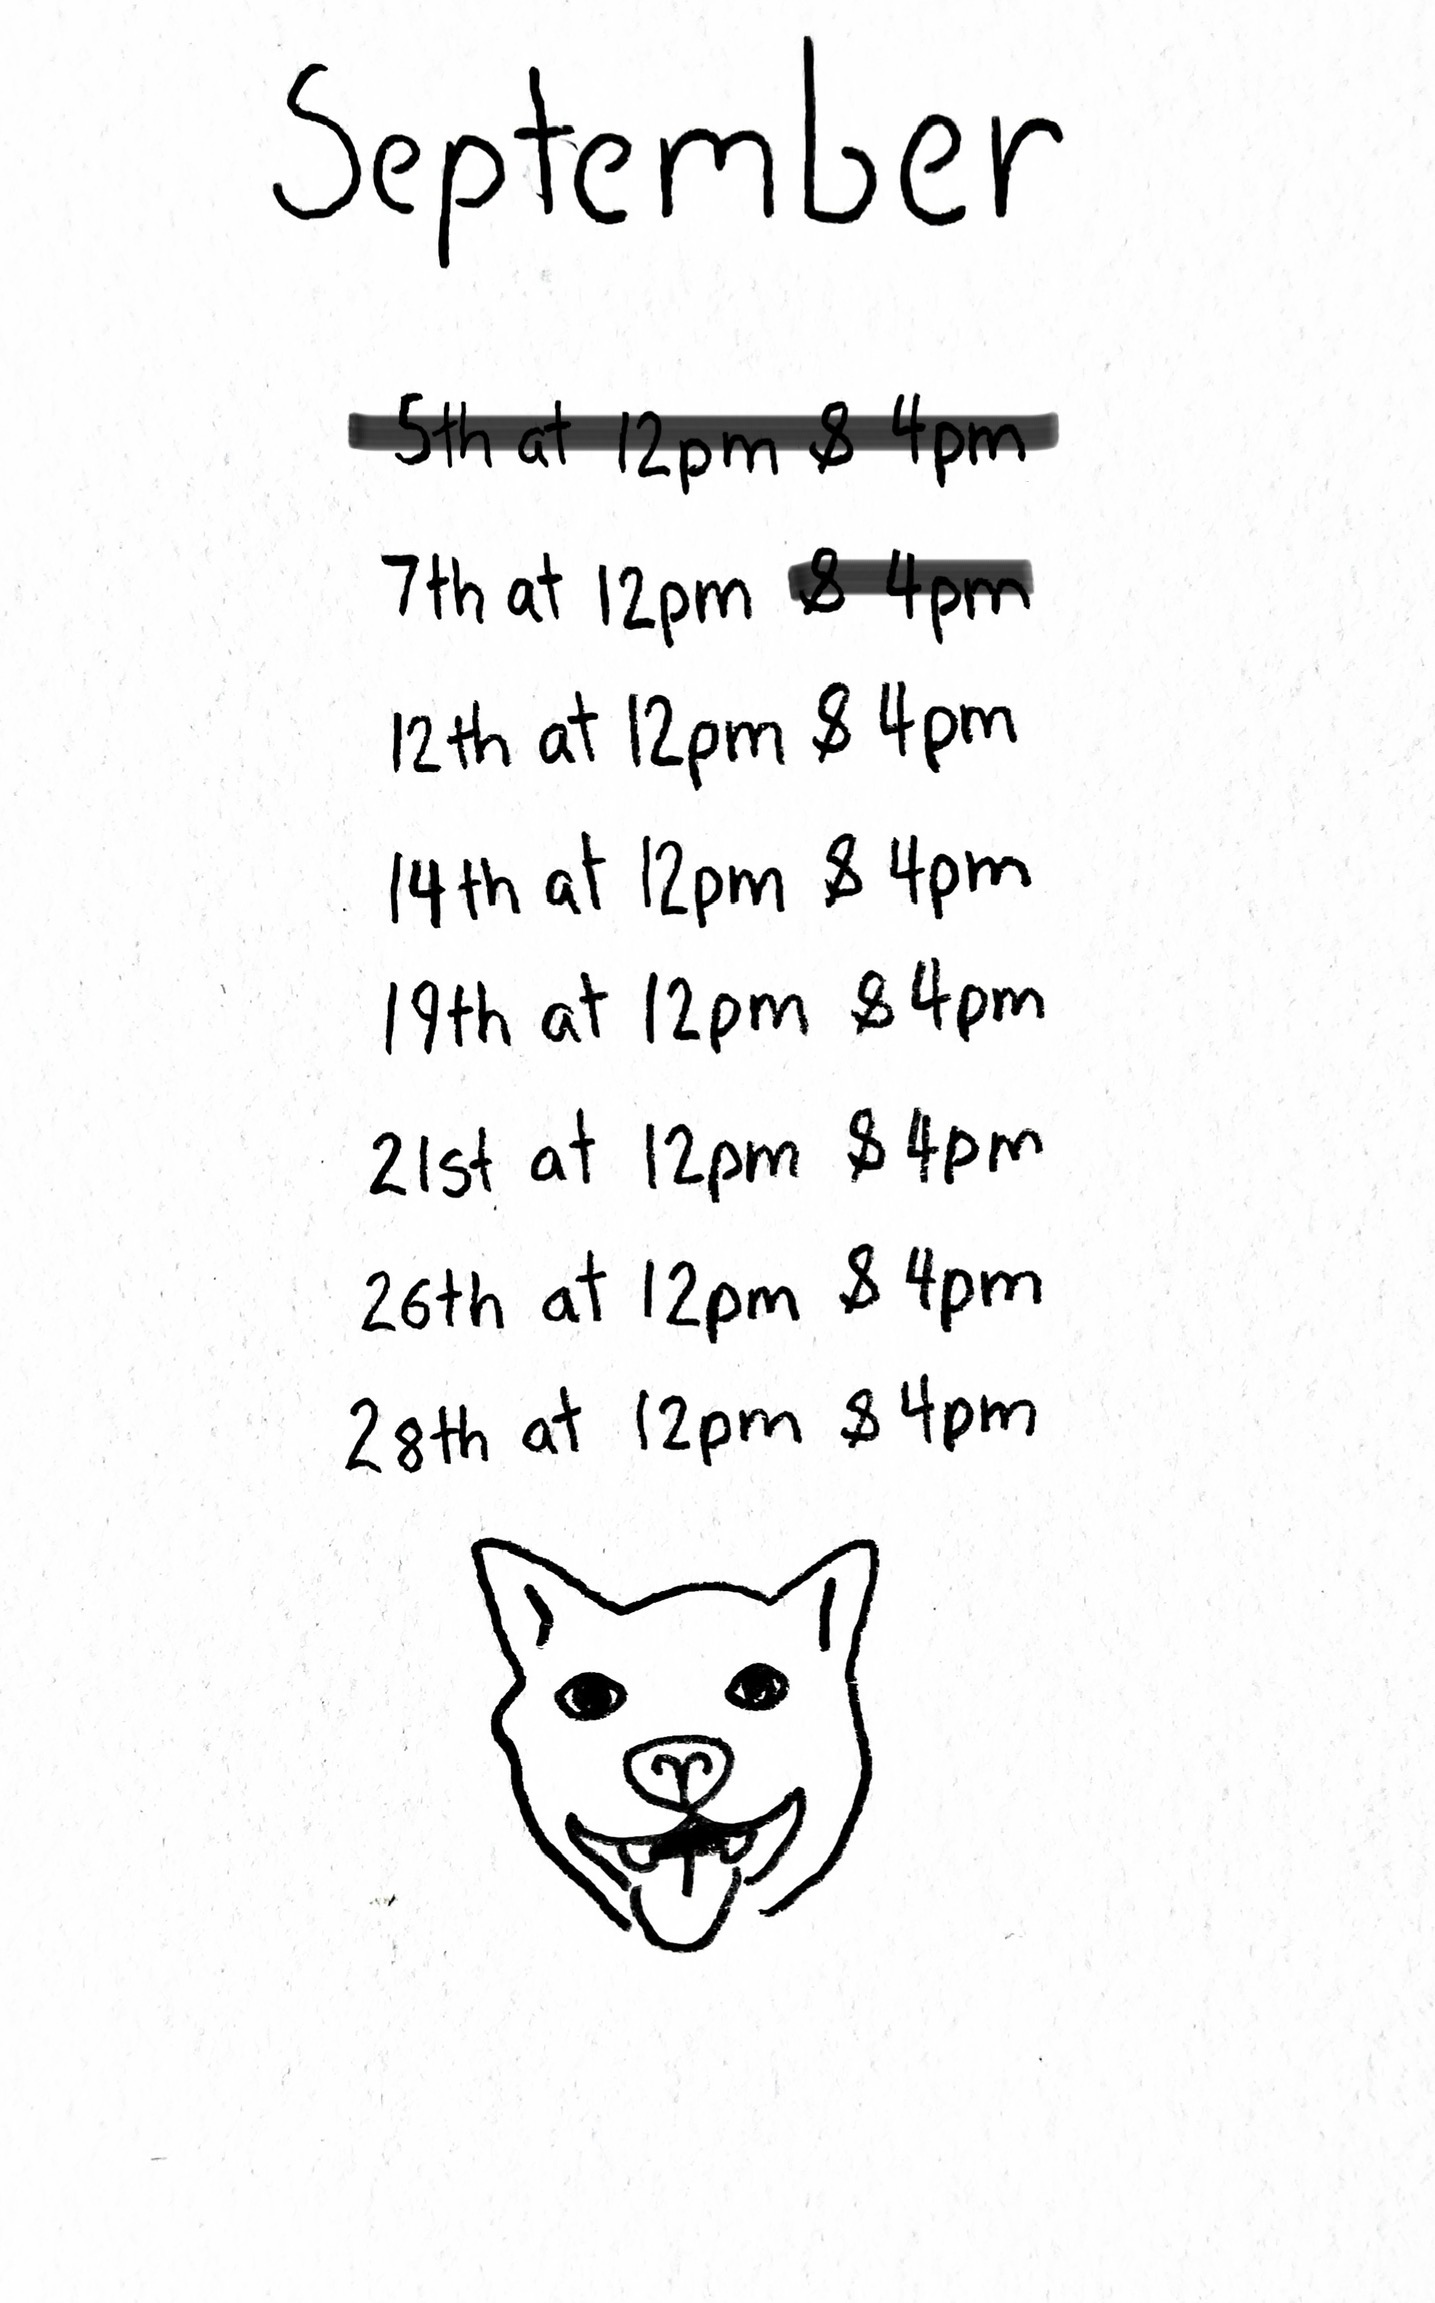 September
5th at 12pm & 4pm
7th at 12pm & 4pm
12th at 12pm & 4pm
14th at 12pm & 4pm
19th at 12pm & 4pm
21st at 12pm & 4pm
26th at 12pm & 4pm
28th at 12pm & 4pm